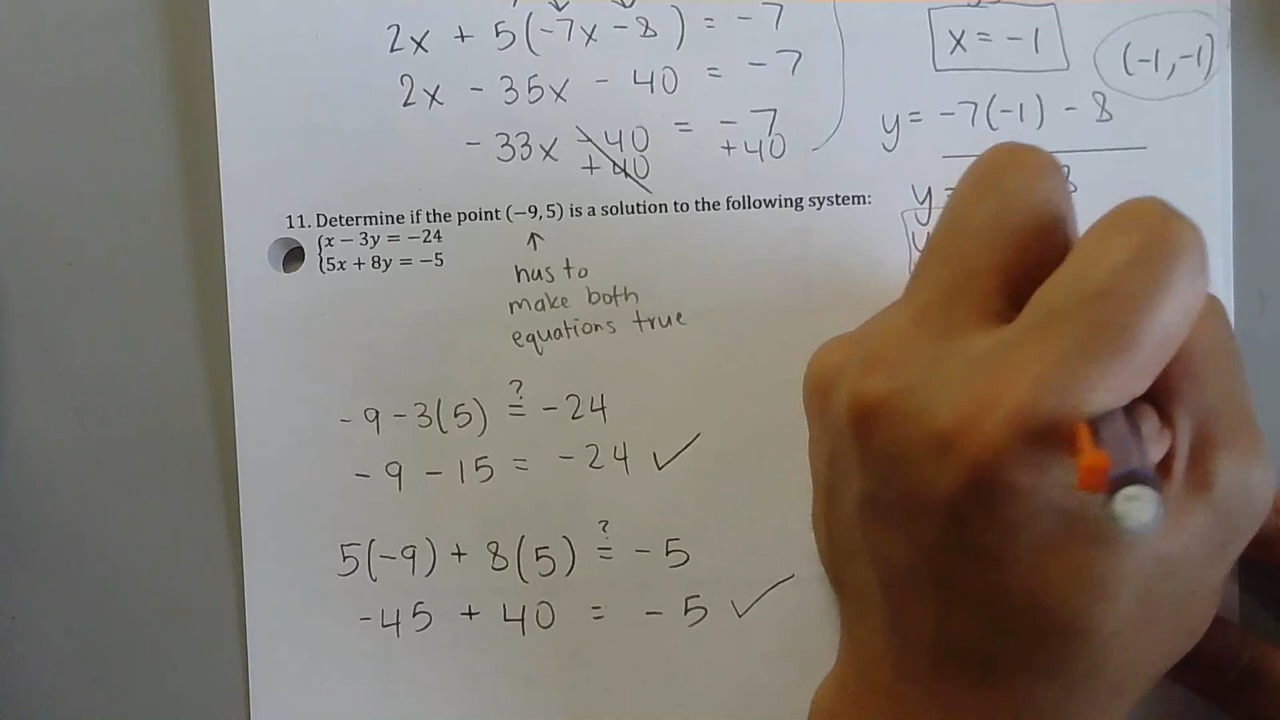 2x + 5(-7x - 8) = -7
2x - 35x - 40 = -7
- 33x - 40 = -7
+ 40 +40
x = -1
(-1, -1)
y = -7(-1) - 8
y = 8
y
11. Determine if the point (−9, 5) is a solution to the following system:
{x − 3y = −24
{5x + 8y = −5
↑
has to
make both
equations true
-9 - 3(5) ≟ -24
-9 - 15 = -24 ✓
5(-9) + 8(5) ≟ -5
-45 + 40 = -5 ✓